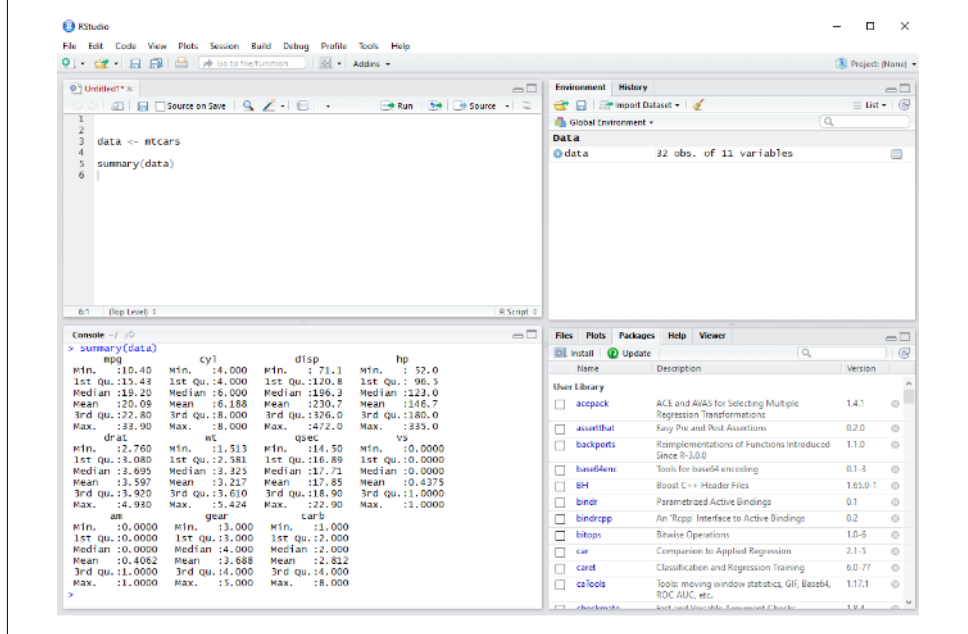 RStudio
File Edit Code View Plots Session Build Debug Profile Tools Help
Go to file/function Addins Project: (None)
Untitled1*
Source on Save Run Source
1
2
3 data <- mtcars
4
5 summary(data)
6
6:1 (Top Level) R Script
Environment History
Import Dataset List
Global Environment
Data
data 32 obs. of 11 variables
Console ~/
> summary(data)
mpg cyl disp hp
Min. :10.40 Min. :4.000 Min. : 71.1 Min. : 52.0
1st Qu.:15.43 1st Qu.:4.000 1st Qu.:120.8 1st Qu.: 96.5
Median :19.20 Median :6.000 Median :196.3 Median :123.0
Mean :20.09 Mean :6.188 Mean :230.7 Mean :146.7
3rd Qu.:22.80 3rd Qu.:8.000 3rd Qu.:326.0 3rd Qu.:180.0
Max. :33.90 Max. :8.000 Max. :472.0 Max. :335.0
drat wt qsec vs
Min. :2.760 Min. :1.513 Min. :14.50 Min. :0.0000
1st Qu.:3.080 1st Qu.:2.581 1st Qu.:16.89 1st Qu.:0.0000
Median :3.695 Median :3.325 Median :17.71 Median :0.0000
Mean :3.597 Mean :3.217 Mean :17.85 Mean :0.4375
3rd Qu.:3.920 3rd Qu.:3.610 3rd Qu.:18.90 3rd Qu.:1.0000
Max. :4.930 Max. :5.424 Max. :22.90 Max. :1.0000
am gear carb
Min. :0.0000 Min. :3.000 Min. :1.000
1st Qu.:0.0000 1st Qu.:3.000 1st Qu.:2.000
Median :0.0000 Median :4.000 Median :2.000
Mean :0.4062 Mean :3.688 Mean :2.812
3rd Qu.:1.0000 3rd Qu.:4.000 3rd Qu.:4.000
Max. :1.0000 Max. :5.000 Max. :8.000
>
Files Plots Packages Help Viewer
Install Update
Name Description Version
User Library
acepack ACE and AVAS for Selecting Multiple 1.4.1
Regression Transformations
assertthat Easy Pre and Post Assertions 0.2.0
backports Reimplementations of Functions Introduced 1.1.0
Since R-3.0.0
base64enc Tools for base64 encoding 0.1-3
BH Boost C++ Header Files 1.65.0-1
bindr Parametrized Active Bindings 0.1
bindrcpp An 'Rcpp' Interface to Active Bindings 0.2
bitops Bitwise Operations 1.0-6
car Companion to Applied Regression 2.1-5
caret Classification and Regression Training 6.0-77
caTools Tools: moving window statistics, GIF, Base64, 1.17.1
ROC AUC, etc.
checkmate Fast and Versatile Argument Checks 1.8.4